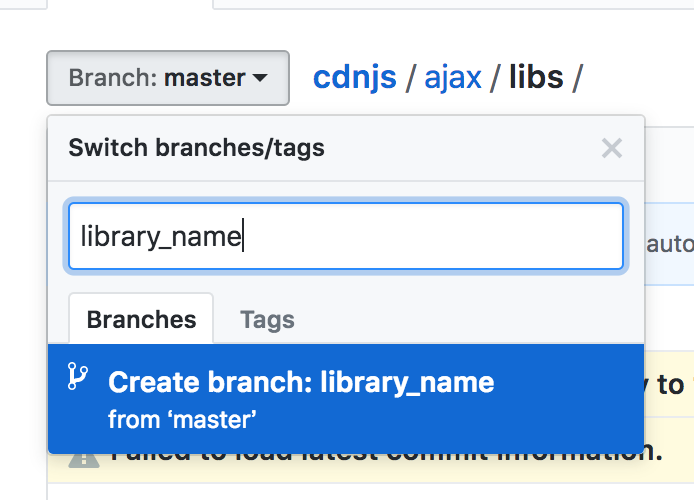 Branch: master
cdnjs / ajax / libs /
Switch branches/tags
library_name
auto
Branches
Tags
Create branch: library_name
from ‘master’
to
Failed to load latest commit information.